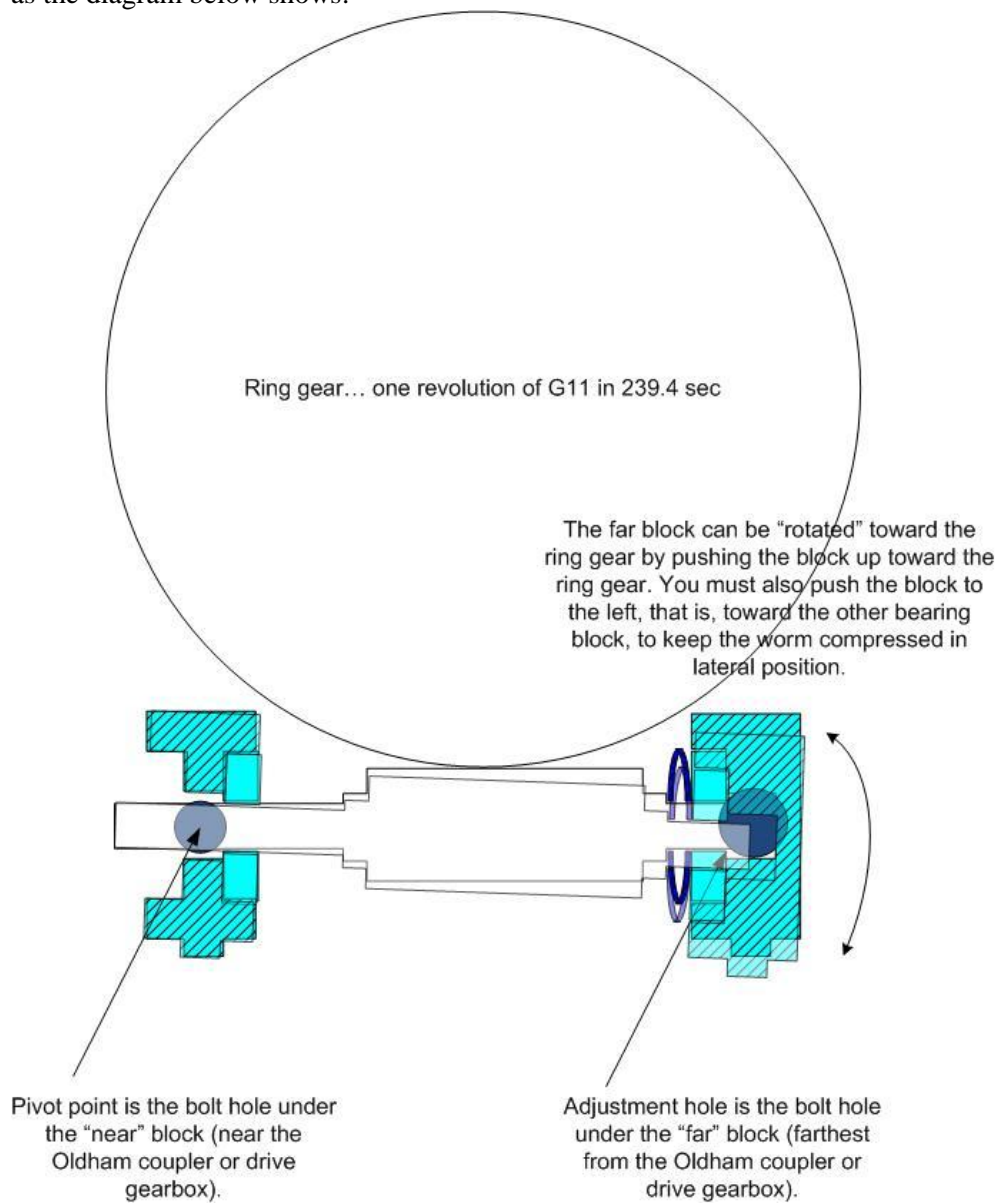 as the diagram below shows:
Ring gear… one revolution of G11 in 239.4 sec
The far block can be “rotated” toward the
ring gear by pushing the block up toward the
ring gear. You must also push the block to
the left, that is, toward the other bearing
block, to keep the worm compressed in
lateral position.
Pivot point is the bolt hole under
the “near” block (near the
Oldham coupler or drive
gearbox).
Adjustment hole is the bolt hole
under the “far” block (farthest
from the Oldham coupler or
drive gearbox).